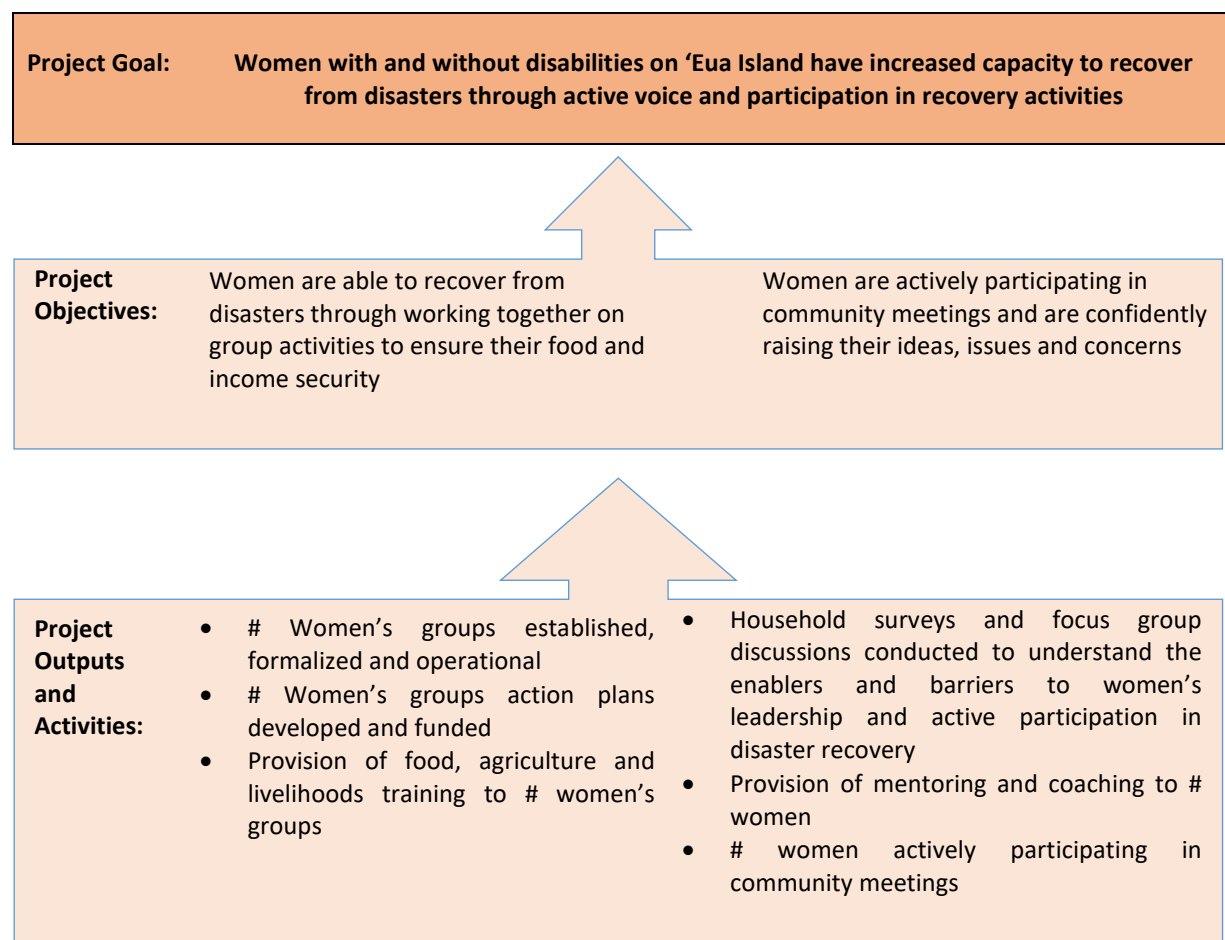 Project Goal: Women with and without disabilities on ‘Eua Island have increased capacity to recover
from disasters through active voice and participation in recovery activities
Project
Objectives:
Women are able to recover from
disasters through working together on
group activities to ensure their food and
income security
Women are actively participating in
community meetings and are confidently
raising their ideas, issues and concerns
Project
Outputs
and
Activities:
• # Women’s groups established,
formalized and operational
• # Women’s groups action plans
developed and funded
• Provision of food, agriculture and
livelihoods training to # women’s
groups
• Household surveys and focus group
discussions conducted to understand the
enablers and barriers to women’s
leadership and active participation in
disaster recovery
• Provision of mentoring and coaching to #
women
• # women actively participating in
community meetings